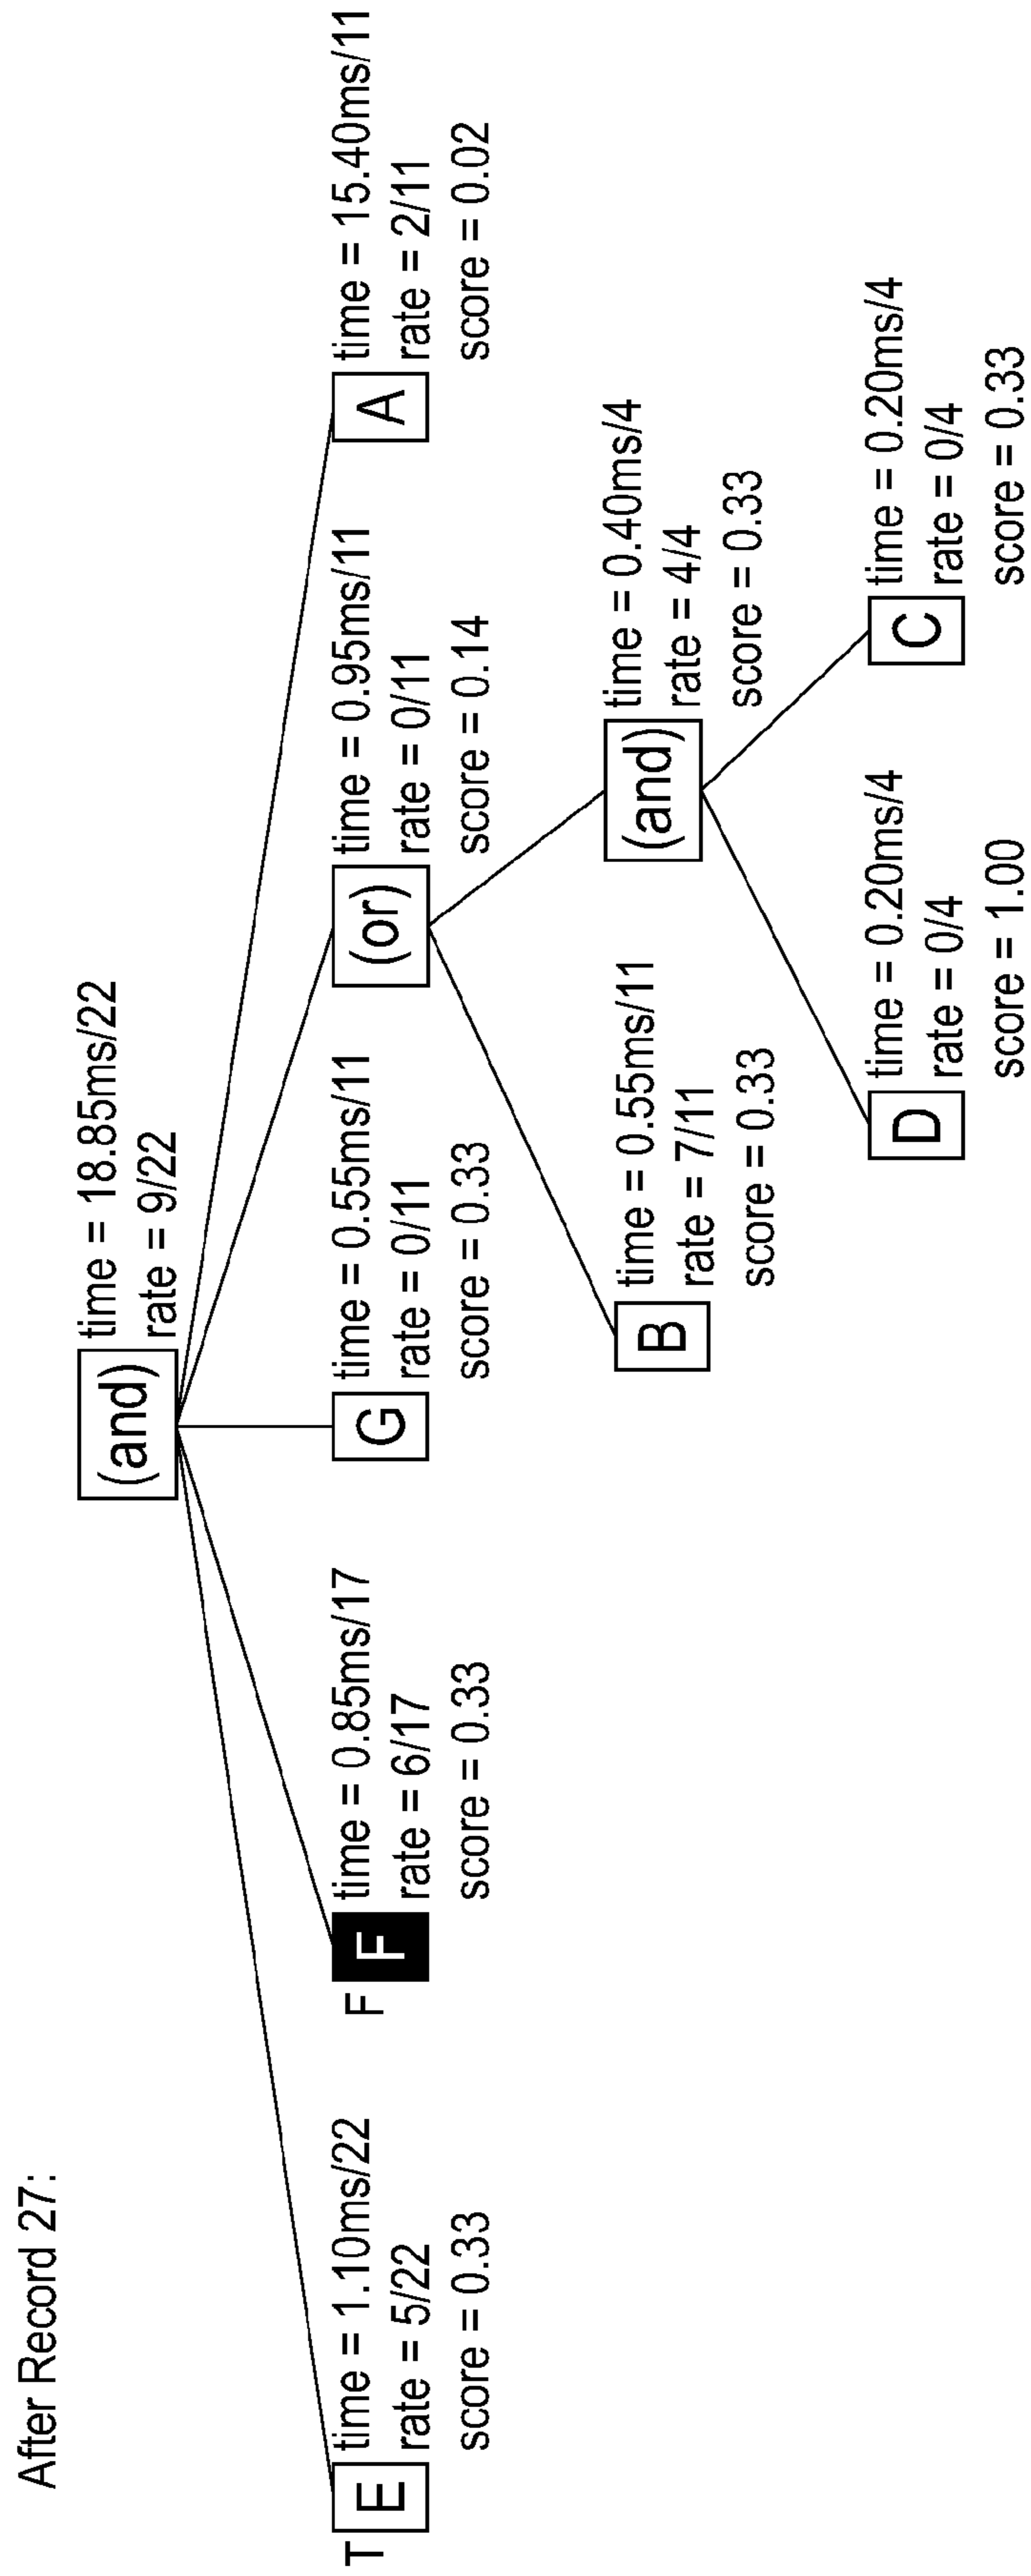 After Record 27:
(and)
time = 18.85ms/22
rate = 9/22
T
E
time = 1.10ms/22
rate = 5/22
score = 0.33
F
F
time = 0.85ms/17
rate = 6/17
score = 0.33
G
time = 0.55ms/11
rate = 0/11
score = 0.33
(or)
time = 0.95ms/11
rate = 0/11
score = 0.14
A
time = 15.40ms/11
rate = 2/11
score = 0.02
B
time = 0.55ms/11
rate = 7/11
score = 0.33
(and)
time = 0.40ms/4
rate = 4/4
score = 0.33
D
time = 0.20ms/4
rate = 0/4
score = 1.00
C
time = 0.20ms/4
rate = 0/4
score = 0.33